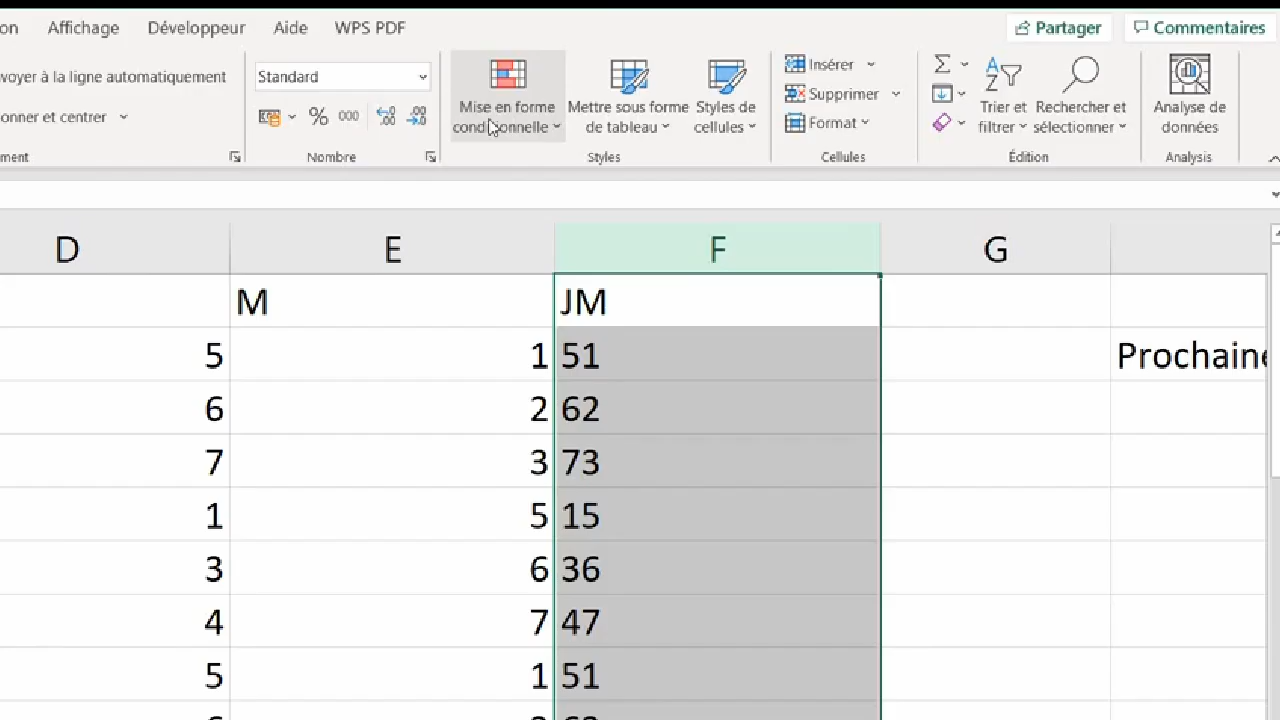 on Affichage Développeur Aide WPS PDF Partager Commentaires
voyer à la ligne automatiquement Standard Insérer
Mise en forme conditionnelle Mettre sous forme de tableau Styles de cellules Supprimer Trier et filtrer Rechercher et sélectionner Analyse de données
onner et centrer % 000 Format
ment Nombre Styles Cellules Édition Analysis
D E F G
M JM
5 1 51 Prochaine
6 2 62
7 3 73
1 5 15
3 6 36
4 7 47
5 1 51